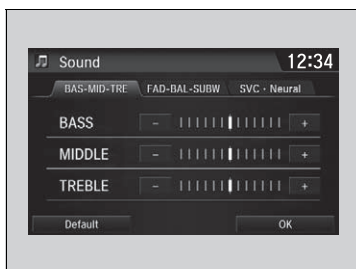 Sound 12:34
BAS-MID-TRE FAD-BAL-SUBW SVC · Neural
BASS - +
MIDDLE - +
TREBLE - +
Default OK